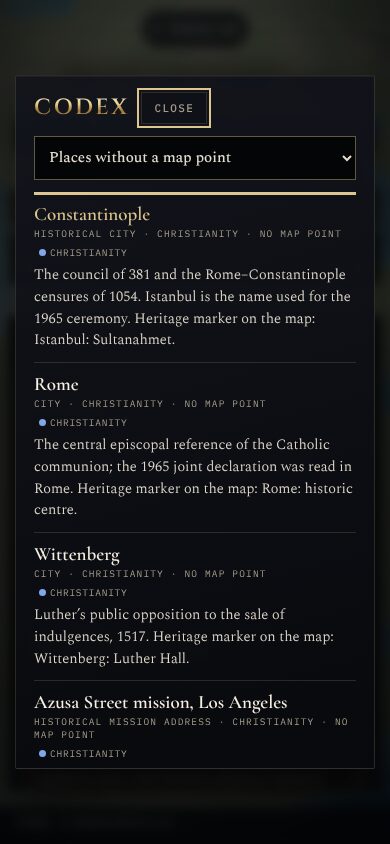 CODEX
CLOSE
Places without a map point
Constantinople
HISTORICAL CITY · CHRISTIANITY · NO MAP POINT
CHRISTIANITY
The council of 381 and the Rome–Constantinople
censures of 1054. Istanbul is the name used for the
1965 ceremony. Heritage marker on the map:
Istanbul: Sultanahmet.
Rome
CITY · CHRISTIANITY · NO MAP POINT
CHRISTIANITY
The central episcopal reference of the Catholic
communion; the 1965 joint declaration was read in
Rome. Heritage marker on the map: Rome: historic
centre.
Wittenberg
CITY · CHRISTIANITY · NO MAP POINT
CHRISTIANITY
Luther’s public opposition to the sale of
indulgences, 1517. Heritage marker on the map:
Wittenberg: Luther Hall.
Azusa Street mission, Los Angeles
HISTORICAL MISSION ADDRESS · CHRISTIANITY · NO
MAP POINT
CHRISTIANITY